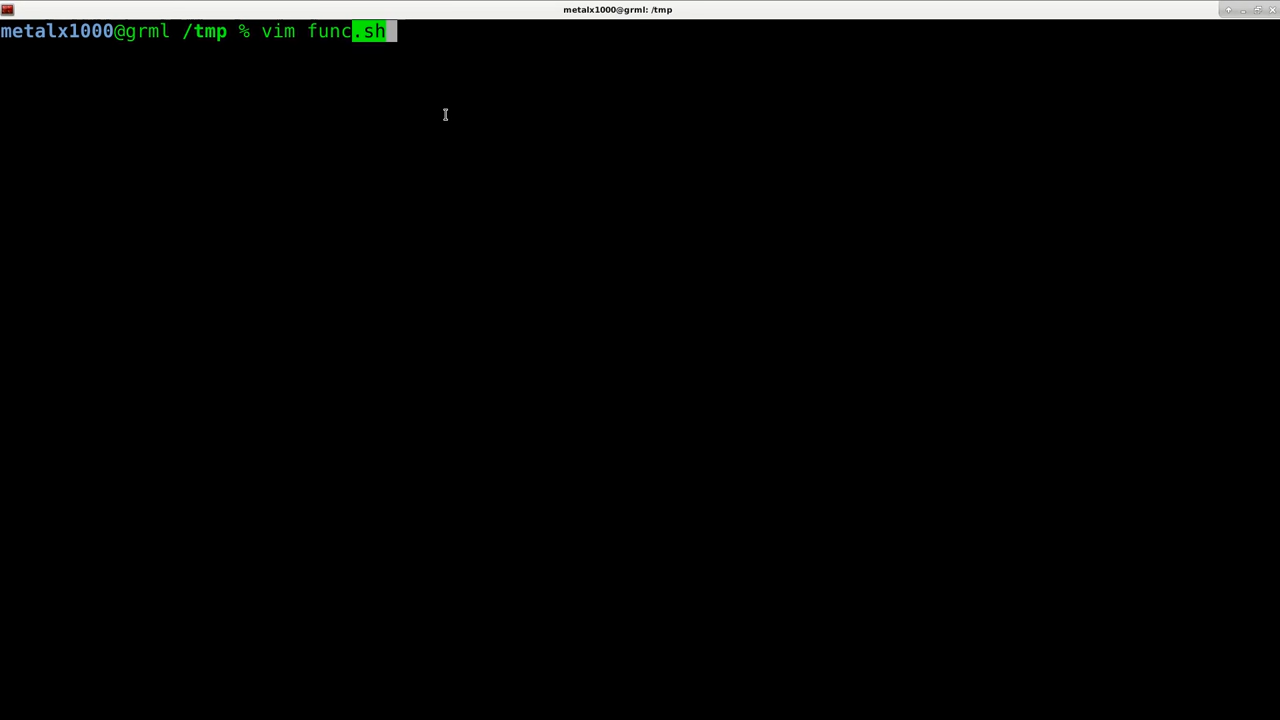 metalx1000@grml: /tmp
metalx1000@grml /tmp % vim func.sh